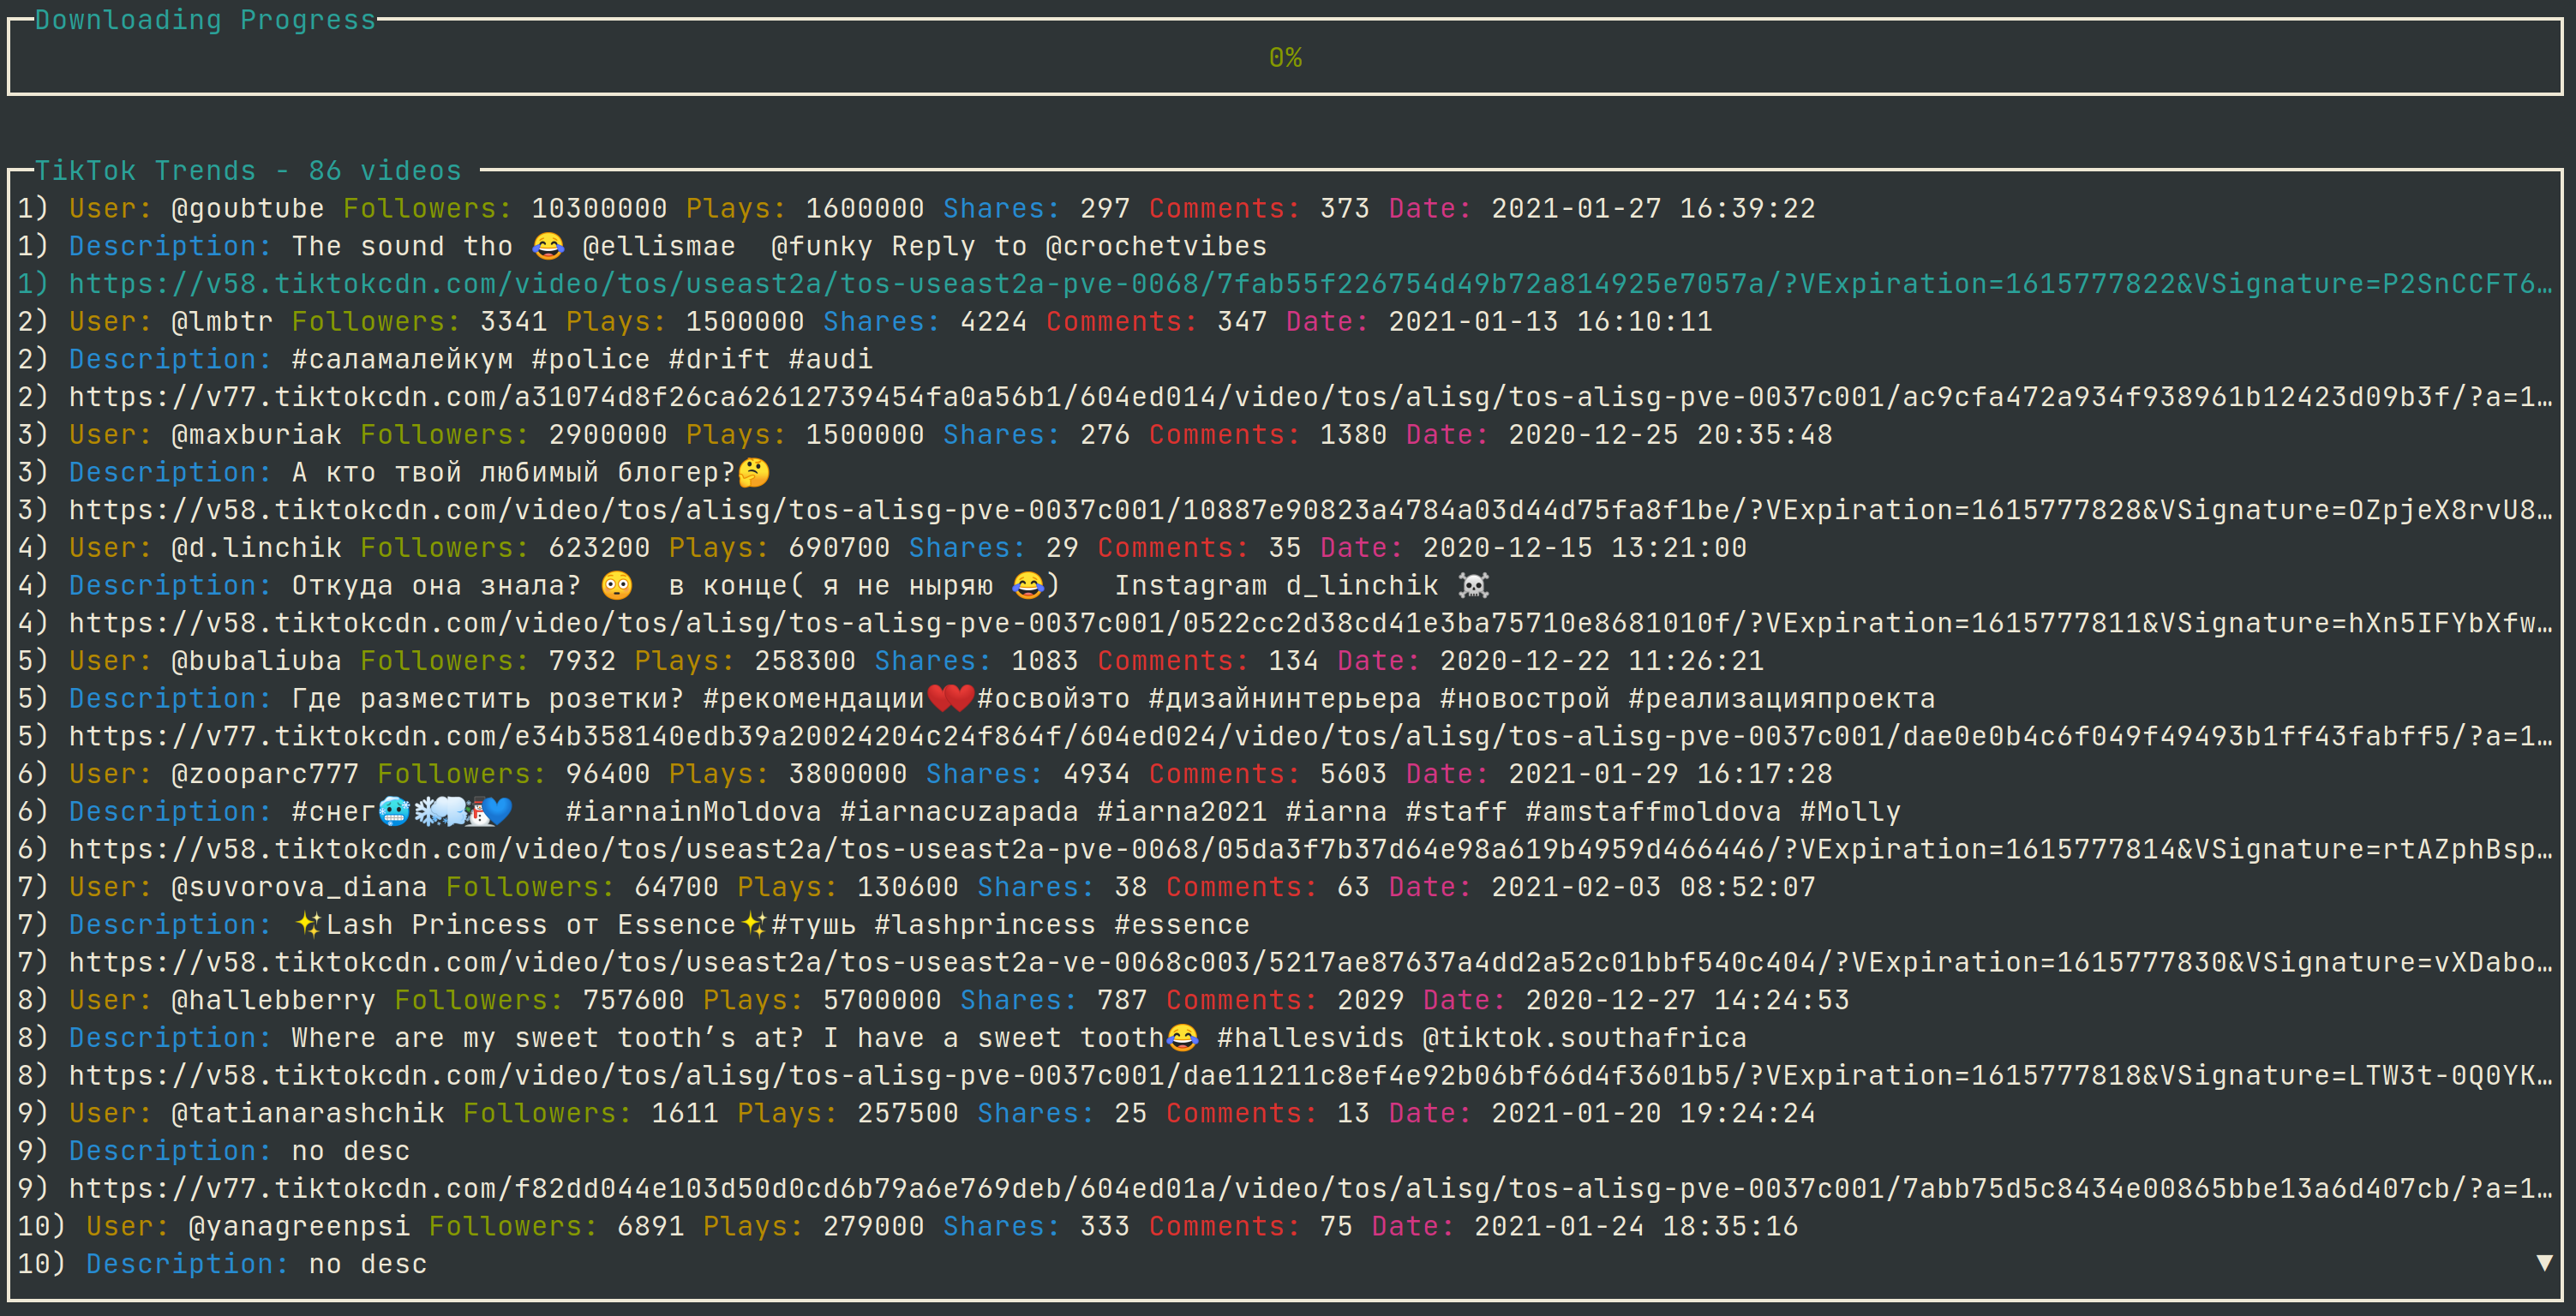 Downloading Progress
0%
TikTok Trends - 86 videos
1) User: @goubtube Followers: 10300000 Plays: 1600000 Shares: 297 Comments: 373 Date: 2021-01-27 16:39:22
1) Description: The sound tho 😂 @ellismae  @funky Reply to @crochetvibes
1) https://v58.tiktokcdn.com/video/tos/useast2a/tos-useast2a-pve-0068/7fab55f226754d49b72a814925e7057a/?VExpiration=1615777822&VSignature=P2SnCCFT6…
2) User: @lmbtr Followers: 3341 Plays: 1500000 Shares: 4224 Comments: 347 Date: 2021-01-13 16:10:11
2) Description: #саламалейкум #police #drift #audi
2) https://v77.tiktokcdn.com/a31074d8f26ca62612739454fa0a56b1/604ed014/video/tos/alisg/tos-alisg-pve-0037c001/ac9cfa472a934f938961b12423d09b3f/?a=1…
3) User: @maxburiak Followers: 2900000 Plays: 1500000 Shares: 276 Comments: 1380 Date: 2020-12-25 20:35:48
3) Description: А кто твой любимый блогер?🤔
3) https://v58.tiktokcdn.com/video/tos/alisg/tos-alisg-pve-0037c001/10887e90823a4784a03d44d75fa8f1be/?VExpiration=1615777828&VSignature=OZpjeX8rvU8…
4) User: @d.linchik Followers: 623200 Plays: 690700 Shares: 29 Comments: 35 Date: 2020-12-15 13:21:00
4) Description: Откуда она знала? 😳  в конце( я не ныряю 😂)   Instagram d_linchik ☠️
4) https://v58.tiktokcdn.com/video/tos/alisg/tos-alisg-pve-0037c001/0522cc2d38cd41e3ba75710e8681010f/?VExpiration=1615777811&VSignature=hXn5IFYbXfw…
5) User: @bubaliuba Followers: 7932 Plays: 258300 Shares: 1083 Comments: 134 Date: 2020-12-22 11:26:21
5) Description: Где разместить розетки? #рекомендации❤️❤️#освойэто #дизайнинтерьера #новострой #реализацияпроекта
5) https://v77.tiktokcdn.com/e34b358140edb39a20024204c24f864f/604ed024/video/tos/alisg/tos-alisg-pve-0037c001/dae0e0b4c6f049f49493b1ff43fabff5/?a=1…
6) User: @zooparc777 Followers: 96400 Plays: 3800000 Shares: 4934 Comments: 5603 Date: 2021-01-29 16:17:28
6) Description: #снег🥶❄️🌬️☃️💙   #iarnainMoldova #iarnacuzapada #iarna2021 #iarna #staff #amstaffmoldova #Molly
6) https://v58.tiktokcdn.com/video/tos/useast2a/tos-useast2a-pve-0068/05da3f7b37d64e98a619b4959d466446/?VExpiration=1615777814&VSignature=rtAZphBsp…
7) User: @suvorova_diana Followers: 64700 Plays: 130600 Shares: 38 Comments: 63 Date: 2021-02-03 08:52:07
7) Description: ✨Lash Princess от Essence✨#тушь #lashprincess #essence
7) https://v58.tiktokcdn.com/video/tos/useast2a/tos-useast2a-ve-0068c003/5217ae87637a4dd2a52c01bbf540c404/?VExpiration=1615777830&VSignature=vXDabo…
8) User: @hallebberry Followers: 757600 Plays: 5700000 Shares: 787 Comments: 2029 Date: 2020-12-27 14:24:53
8) Description: Where are my sweet tooth’s at? I have a sweet tooth😂 #hallesvids @tiktok.southafrica
8) https://v58.tiktokcdn.com/video/tos/alisg/tos-alisg-pve-0037c001/dae11211c8ef4e92b06bf66d4f3601b5/?VExpiration=1615777818&VSignature=LTW3t-0Q0YK…
9) User: @tatianarashchik Followers: 1611 Plays: 257500 Shares: 25 Comments: 13 Date: 2021-01-20 19:24:24
9) Description: no desc
9) https://v77.tiktokcdn.com/f82dd044e103d50d0cd6b79a6e769deb/604ed01a/video/tos/alisg/tos-alisg-pve-0037c001/7abb75d5c8434e00865bbe13a6d407cb/?a=1…
10) User: @yanagreenpsi Followers: 6891 Plays: 279000 Shares: 333 Comments: 75 Date: 2021-01-24 18:35:16
10) Description: no desc